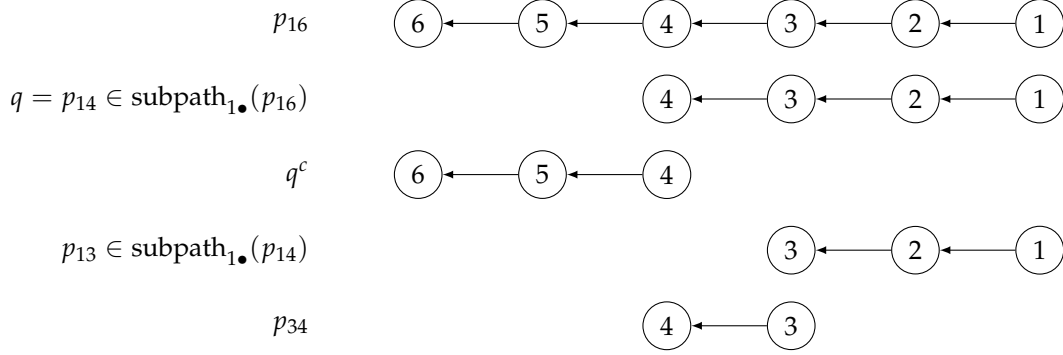 p₁₆ 6 5 4 3 2 1
q = p₁₄ ∈ subpath₁•(p₁₆) 4 3 2 1
qᶜ 6 5 4
p₁₃ ∈ subpath₁•(p₁₄) 3 2 1
p₃₄ 4 3